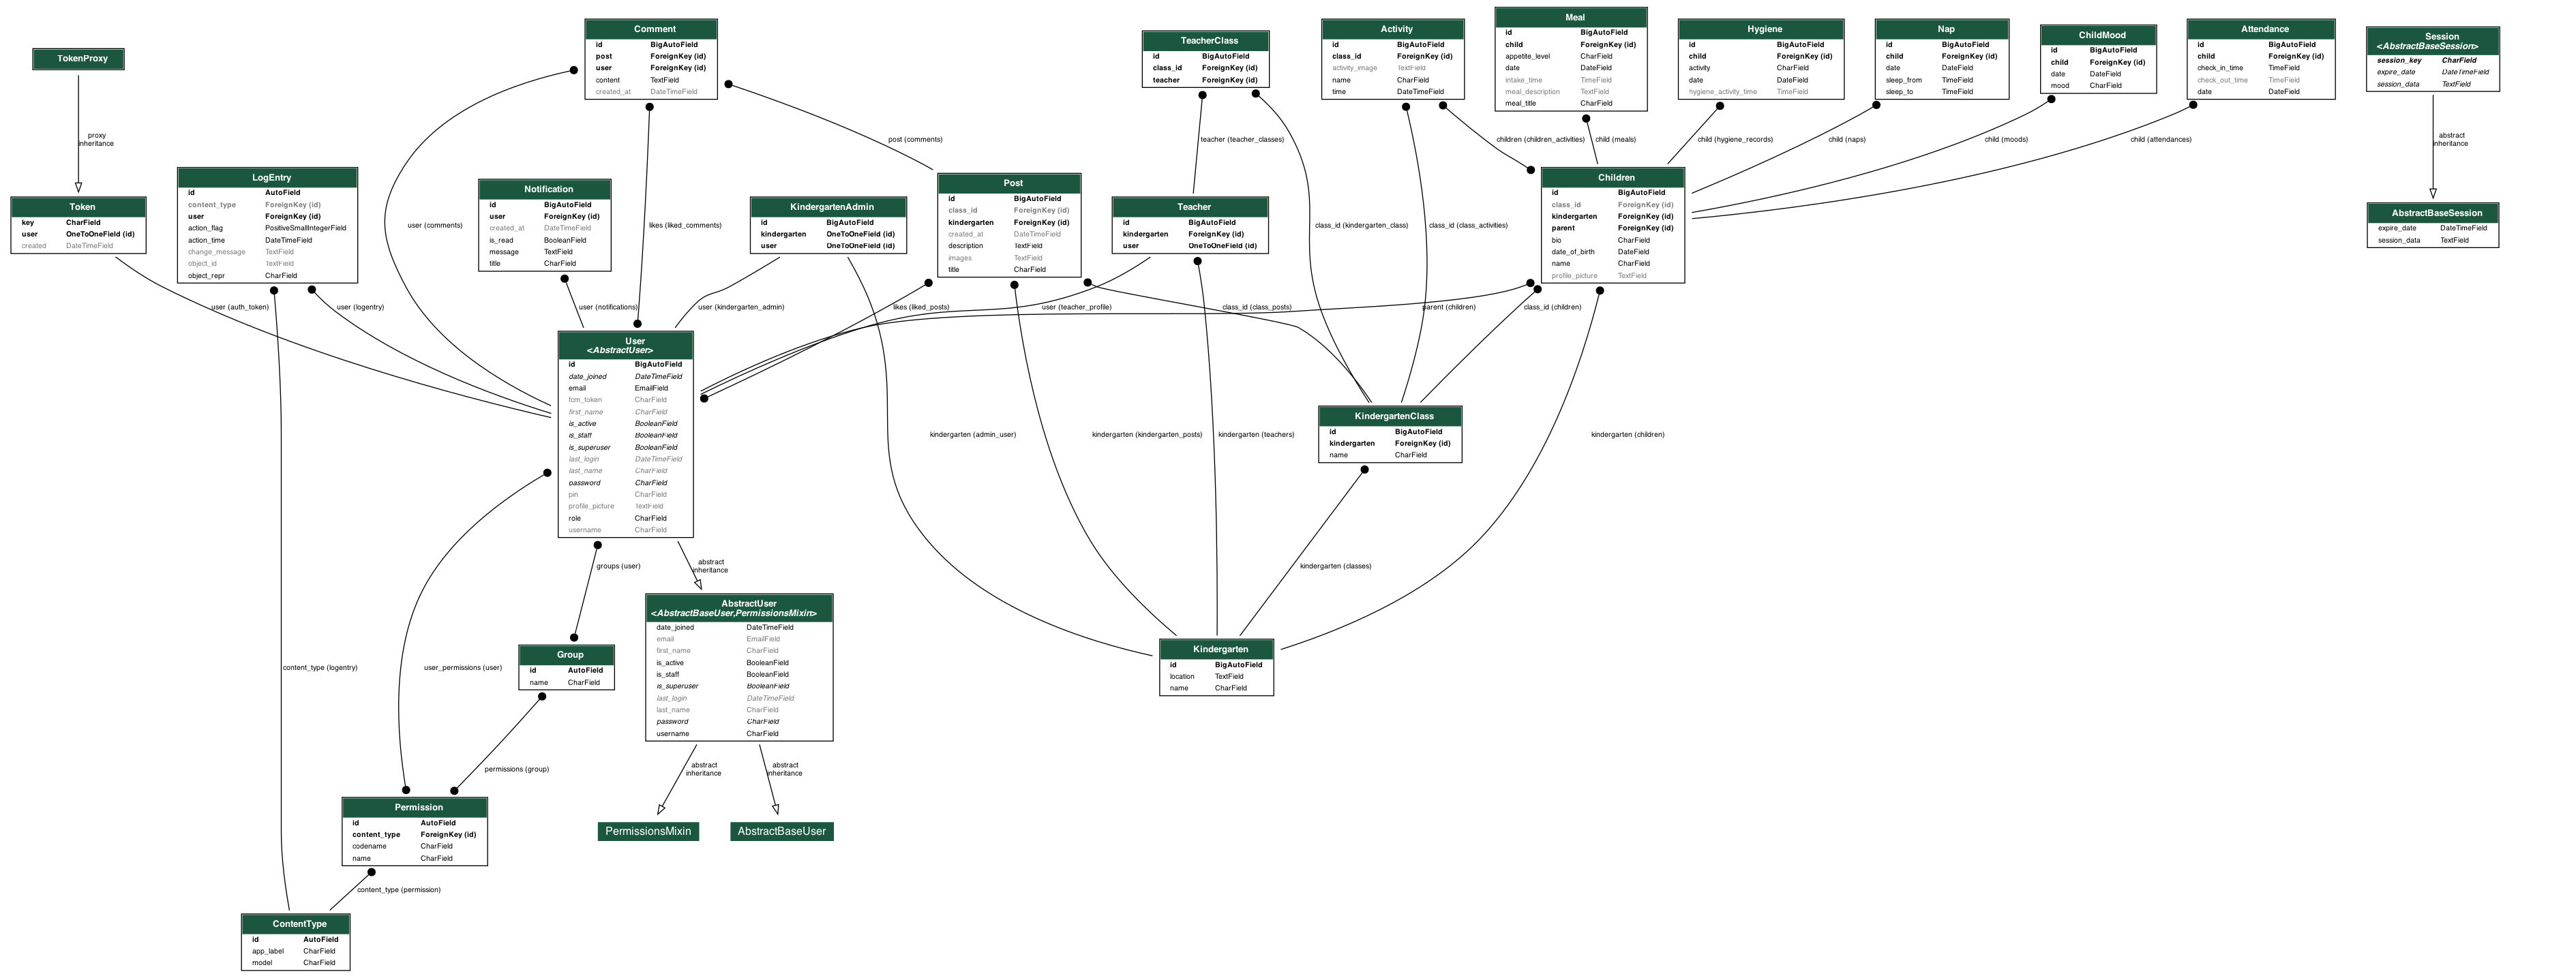 TokenProxy
proxy
inheritance
Token
key CharField
user OneToOneField (id)
created DateTimeField
LogEntry
id AutoField
content_type ForeignKey (id)
user ForeignKey (id)
action_flag PositiveSmallIntegerField
action_time DateTimeField
change_message TextField
object_id TextField
object_repr CharField
Comment
id BigAutoField
post ForeignKey (id)
user ForeignKey (id)
content TextField
created_at DateTimeField
Notification
id BigAutoField
user ForeignKey (id)
created_at DateTimeField
is_read BooleanField
message TextField
title CharField
KindergartenAdmin
id BigAutoField
kindergarten OneToOneField (id)
user OneToOneField (id)
Post
id BigAutoField
class_id ForeignKey (id)
kindergarten ForeignKey (id)
created_at DateTimeField
description TextField
images TextField
title CharField
TeacherClass
id BigAutoField
class_id ForeignKey (id)
teacher ForeignKey (id)
Teacher
id BigAutoField
kindergarten ForeignKey (id)
user OneToOneField (id)
Activity
id BigAutoField
class_id ForeignKey (id)
activity_image TextField
name CharField
time DateTimeField
Meal
id BigAutoField
child ForeignKey (id)
appetite_level CharField
date DateField
intake_time TimeField
meal_description TextField
meal_title CharField
Hygiene
id BigAutoField
child ForeignKey (id)
activity CharField
date DateField
hygiene_activity_time TimeField
Nap
id BigAutoField
child ForeignKey (id)
date DateField
sleep_from TimeField
sleep_to TimeField
ChildMood
id BigAutoField
child ForeignKey (id)
date DateField
mood CharField
Attendance
id BigAutoField
child ForeignKey (id)
check_in_time TimeField
check_out_time TimeField
date DateField
Session
<AbstractBaseSession>
session_key CharField
expire_date DateTimeField
session_data TextField
abstract
inheritance
AbstractBaseSession
expire_date DateTimeField
session_data TextField
Children
id BigAutoField
class_id ForeignKey (id)
kindergarten ForeignKey (id)
parent ForeignKey (id)
bio CharField
date_of_birth DateField
name CharField
profile_picture TextField
post (comments)
teacher (teacher_classes)
children (children_activities)
child (meals)
child (hygiene_records)
child (naps)
child (moods)
child (attendances)
user (comments)
likes (liked_comments)
class_id (kindergarten_class)
class_id (class_activities)
user (auth_token)
user (logentry)
user (notifications)
user (kindergarten_admin)
likes (liked_posts)
user (teacher_profile)
class_id (class_posts)
parent (children)
class_id (children)
User
<AbstractUser>
id BigAutoField
date_joined DateTimeField
email EmailField
fcm_token CharField
first_name CharField
is_active BooleanField
is_staff BooleanField
is_superuser BooleanField
last_login DateTimeField
last_name CharField
password CharField
pin CharField
profile_picture TextField
role CharField
username CharField
kindergarten (admin_user)
kindergarten (kindergarten_posts)
kindergarten (teachers)
kindergarten (children)
KindergartenClass
id BigAutoField
kindergarten ForeignKey (id)
name CharField
groups (user)
abstract
inheritance
kindergarten (classes)
AbstractUser
<AbstractBaseUser,PermissionsMixin>
date_joined DateTimeField
email EmailField
first_name CharField
is_active BooleanField
is_staff BooleanField
is_superuser BooleanField
last_login DateTimeField
last_name CharField
password CharField
username CharField
Group
id AutoField
name CharField
Kindergarten
id BigAutoField
location TextField
name CharField
content_type (logentry)
user_permissions (user)
permissions (group)
abstract
inheritance
abstract
inheritance
PermissionsMixin
AbstractBaseUser
Permission
id AutoField
content_type ForeignKey (id)
codename CharField
name CharField
content_type (permission)
ContentType
id AutoField
app_label CharField
model CharField